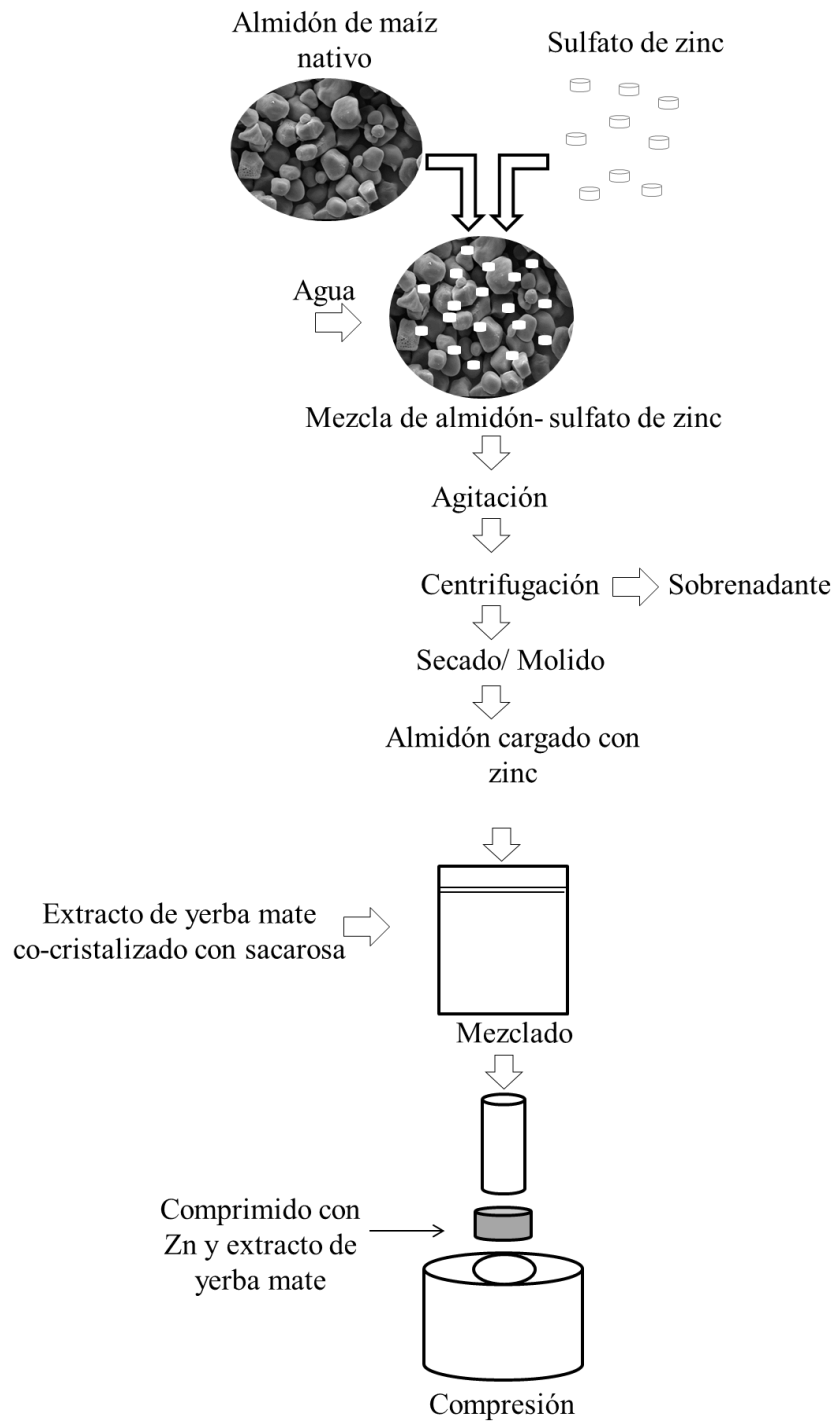 Almidón de maíz
nativo
Sulfato de zinc
Agua
Mezcla de almidón- sulfato de zinc
Agitación
Centrifugación
Sobrenadante
Secado/ Molido
Almidón cargado con
zinc
Extracto de yerba mate
co-cristalizado con sacarosa
Mezclado
Comprimido con
Zn y extracto de
yerba mate
Compresión